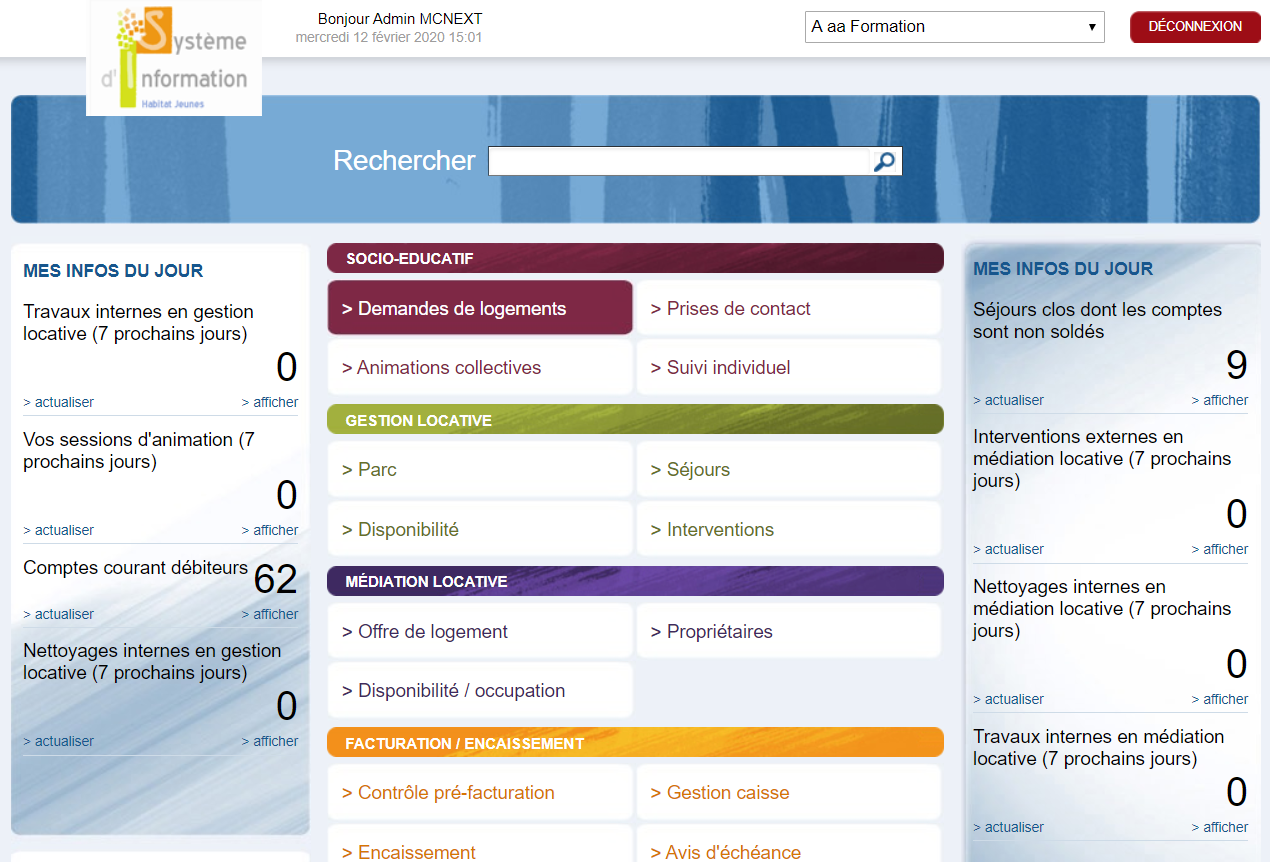 Système
d'Information
Habitat Jeunes
Bonjour Admin MCNEXT
mercredi 12 février 2020 15:01
A aa Formation
DÉCONNEXION
Rechercher
MES INFOS DU JOUR
Travaux internes en gestion
locative (7 prochains jours)
0
> actualiser > afficher
Vos sessions d'animation (7
prochains jours)
0
> actualiser > afficher
Comptes courant débiteurs 62
> actualiser > afficher
Nettoyages internes en gestion
locative (7 prochains jours)
0
> actualiser > afficher
SOCIO-EDUCATIF
> Demandes de logements
> Prises de contact
> Animations collectives
> Suivi individuel
GESTION LOCATIVE
> Parc
> Séjours
> Disponibilité
> Interventions
MÉDIATION LOCATIVE
> Offre de logement
> Propriétaires
> Disponibilité / occupation
FACTURATION / ENCAISSEMENT
> Contrôle pré-facturation
> Gestion caisse
> Encaissement
> Avis d'échéance
MES INFOS DU JOUR
Séjours clos dont les comptes
sont non soldés
9
> actualiser > afficher
Interventions externes en
médiation locative (7 prochains
jours)
0
> actualiser > afficher
Nettoyages internes en
médiation locative (7 prochains
jours)
0
> actualiser > afficher
Travaux internes en médiation
locative (7 prochains jours)
0
> actualiser > afficher